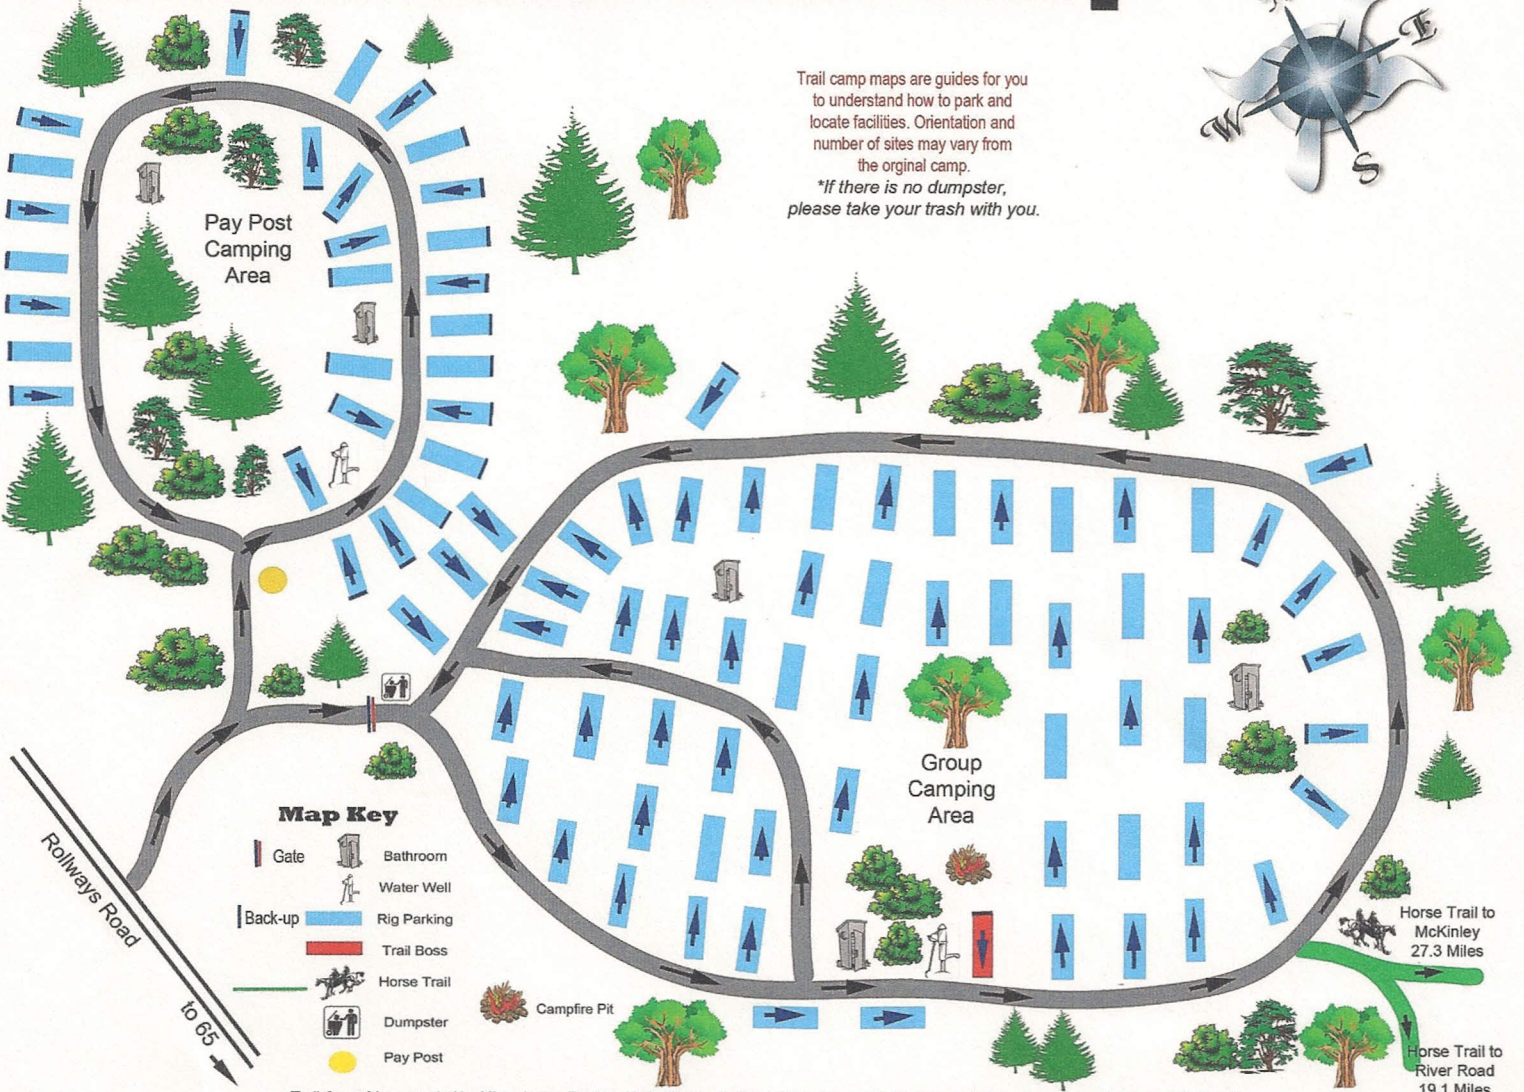 E
W
S
Trail camp maps are guides for you
to understand how to park and
locate facilities. Orientation and
number of sites may vary from
the orginal camp.
*If there is no dumpster,
please take your trash with you.
Pay Post
Camping
Area
Group
Camping
Area
Map Key
Gate
Bathroom
Water Well
Back-up
Rig Parking
Trail Boss
Horse Trail
Dumpster
Pay Post
Campfire Pit
Rollways Road
to 65
Horse Trail to
McKinley
27.3 Miles
Horse Trail to
River Road
19.1 Miles